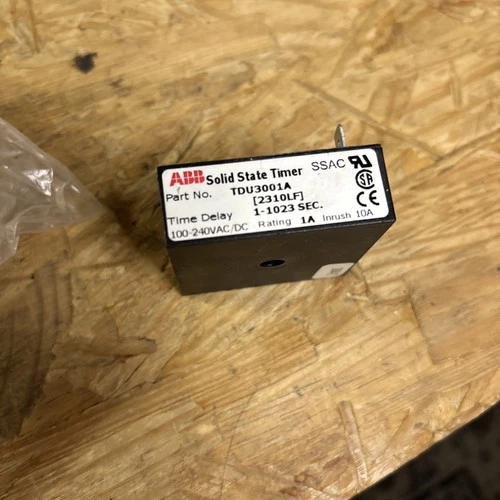 ABB Solid State Timer SSAC
Part No. TDU3001A
[2310LF]
Time Delay 1-1023 SEC.
100-240VAC/DC Rating 1A Inrush 10A